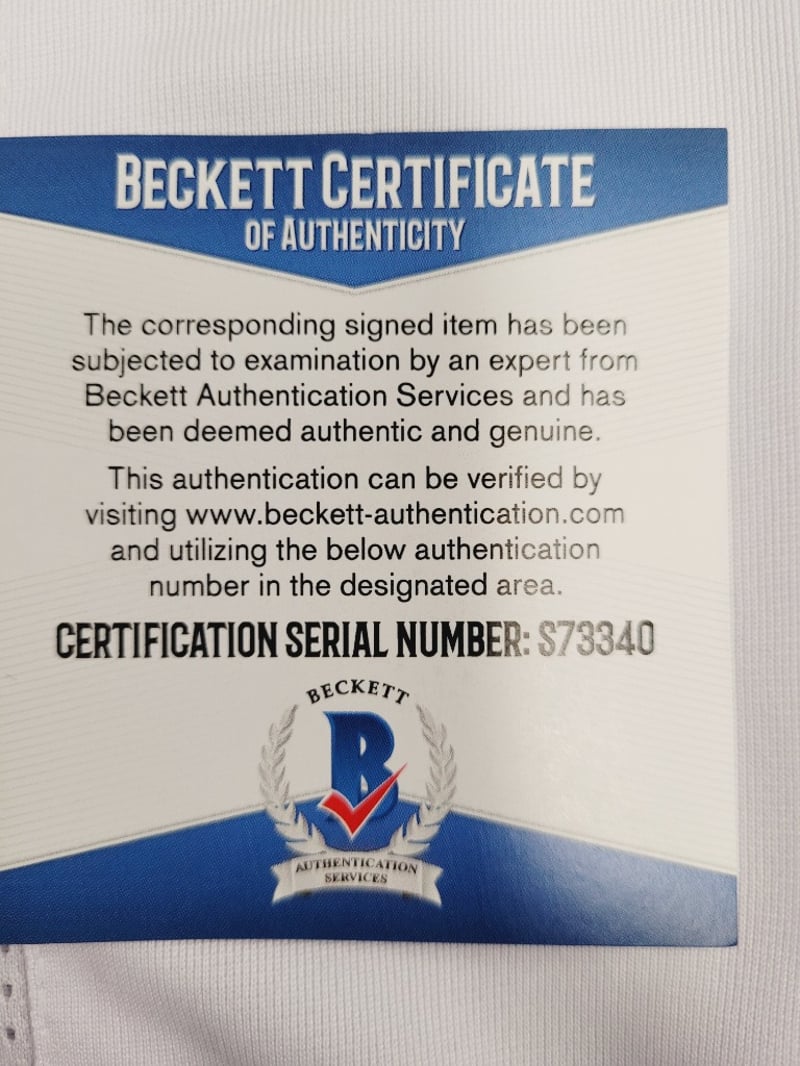 BECKETT CERTIFICATE
OF AUTHENTICITY
The corresponding signed item has been
subjected to examination by an expert from
Beckett Authentication Services and has
been deemed authentic and genuine.
This authentication can be verified by
visiting www.beckett-authentication.com
and utilizing the below authentication
number in the designated area.
CERTIFICATION SERIAL NUMBER: S73340
BECKETT
B
AUTHENTICATION
SERVICES